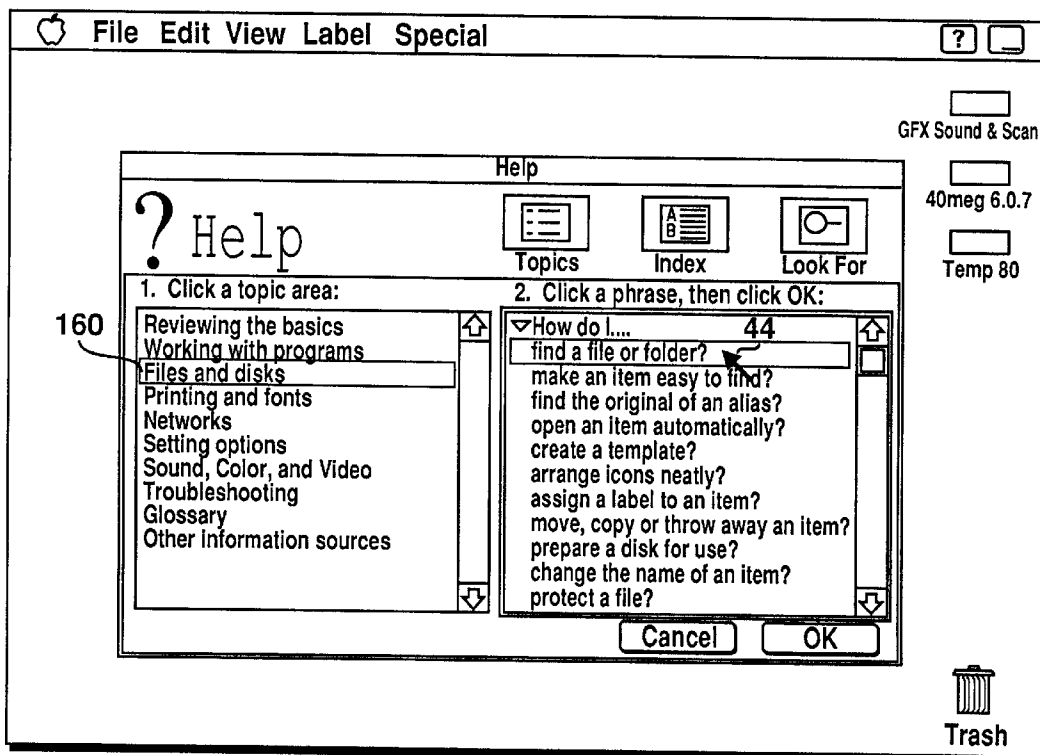 File Edit View Label Special ?
GFX Sound & Scan
40meg 6.0.7
Temp 80
Help
? Help
Topics
A
B
Index
Look For
1. Click a topic area:
160
Reviewing the basics
Working with programs
Files and disks
Printing and fonts
Networks
Setting options
Sound, Color, and Video
Troubleshooting
Glossary
Other information sources
2. Click a phrase, then click OK:
How do I....
44
find a file or folder?
make an item easy to find?
find the original of an alias?
open an item automatically?
create a template?
arrange icons neatly?
assign a label to an item?
move, copy or throw away an item?
prepare a disk for use?
change the name of an item?
protect a file?
Cancel OK
Trash